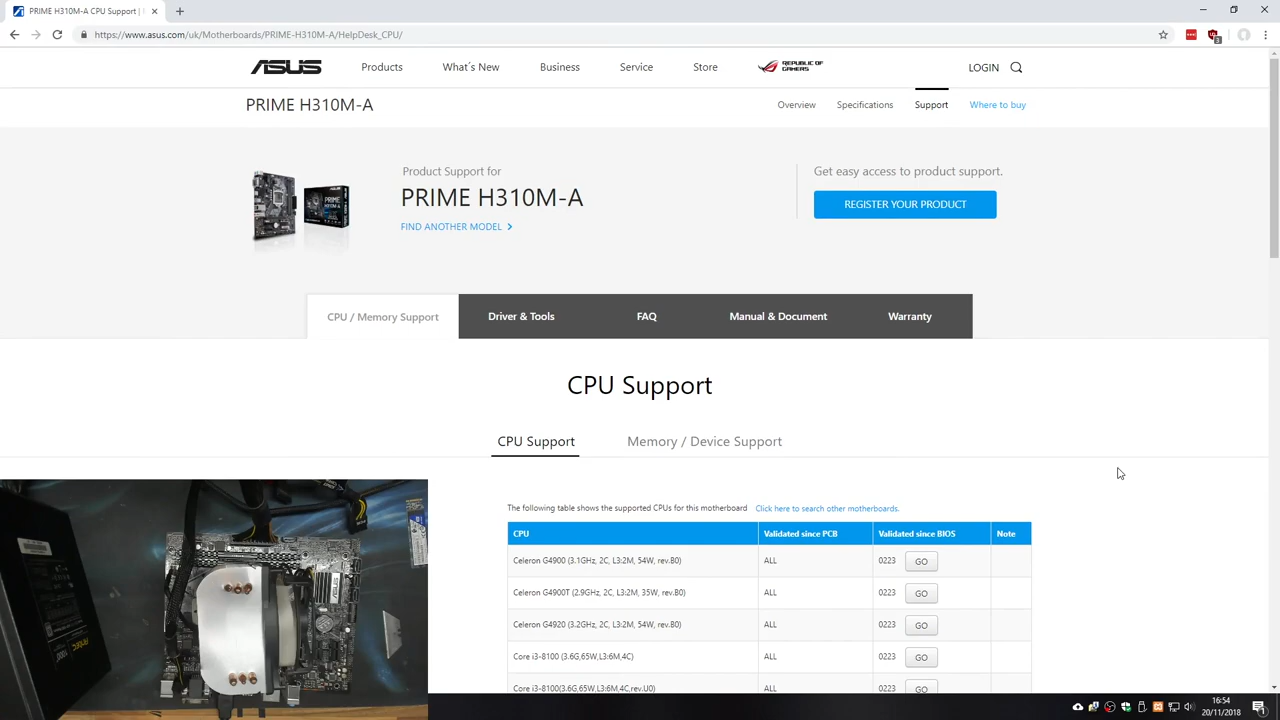 PRIME H310M-A CPU Support |
https://www.asus.com/uk/Motherboards/PRIME-H310M-A/HelpDesk_CPU/
ASUS
Products
What´s New
Business
Service
Store
REPUBLIC OF
GAMERS
LOGIN
PRIME H310M-A
Overview
Specifications
Support
Where to buy
Product Support for
PRIME H310M-A
FIND ANOTHER MODEL
Get easy access to product support.
REGISTER YOUR PRODUCT
CPU / Memory Support
Driver & Tools
FAQ
Manual & Document
Warranty
CPU Support
CPU Support
Memory / Device Support
The following table shows the supported CPUs for this motherboard Click here to search other motherboards.
CPU Validated since PCB Validated since BIOS Note
Celeron G4900 (3.1GHz, 2C, L3:2M, 54W, rev.B0) ALL 0223 GO
Celeron G4900T (2.9GHz, 2C, L3:2M, 35W, rev.B0) ALL 0223 GO
Celeron G4920 (3.2GHz, 2C, L3:2M, 54W, rev.B0) ALL 0223 GO
Core i3-8100 (3.6G,65W,L3:6M,4C) ALL 0223 GO
Core i3-8100(3.6G,65W,L3:6M,4C,rev.U0) ALL 0223 GO
16:54
20/11/2018